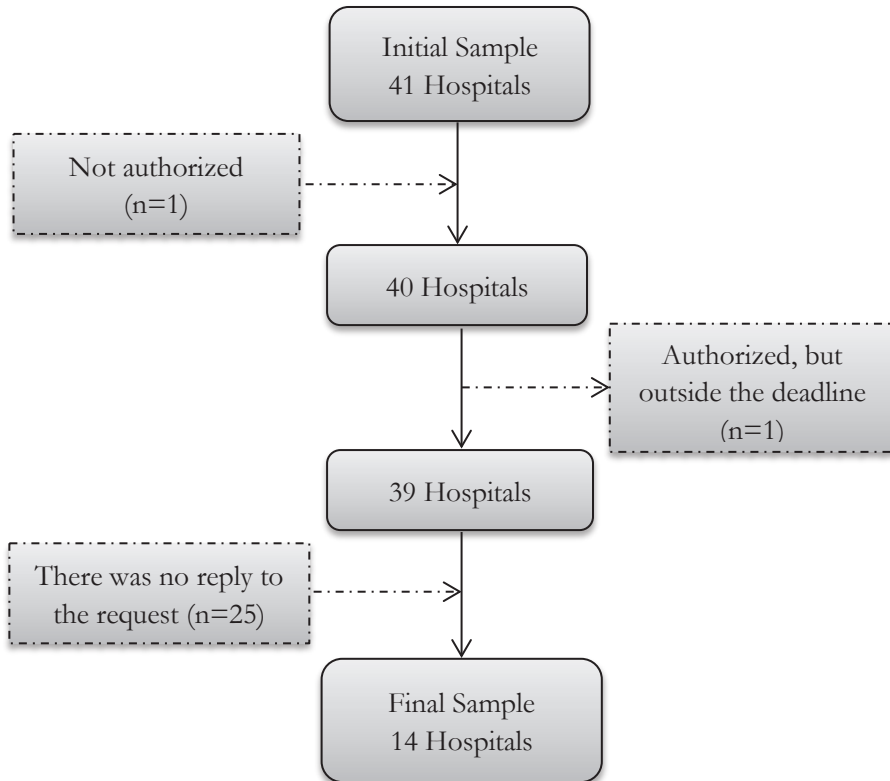 Initial Sample
41 Hospitals
Not authorized
(n=1)
40 Hospitals
Authorized, but
outside the deadline
(n=1)
39 Hospitals
There was no reply to
the request (n=25)
Final Sample
14 Hospitals